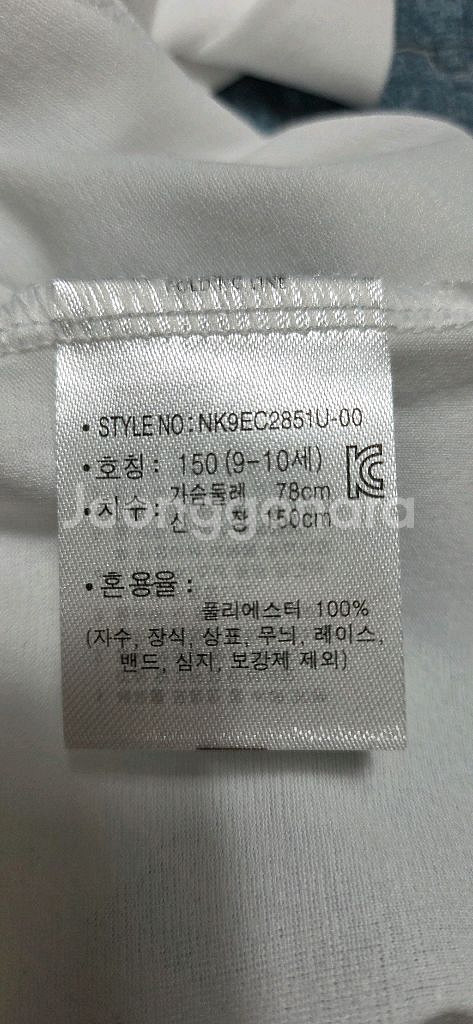 FOLDING LINE
• STYLE NO : NK9EC2851U-00
• 호칭 : 150 (9-10세)
• 치수 : 가슴둘레 78cm
신 장 150cm
Joonggonara
• 혼용율 :
폴리에스터 100%
(자수, 장식, 상표, 무늬, 레이스,
밴드, 심지, 보강제 제외)